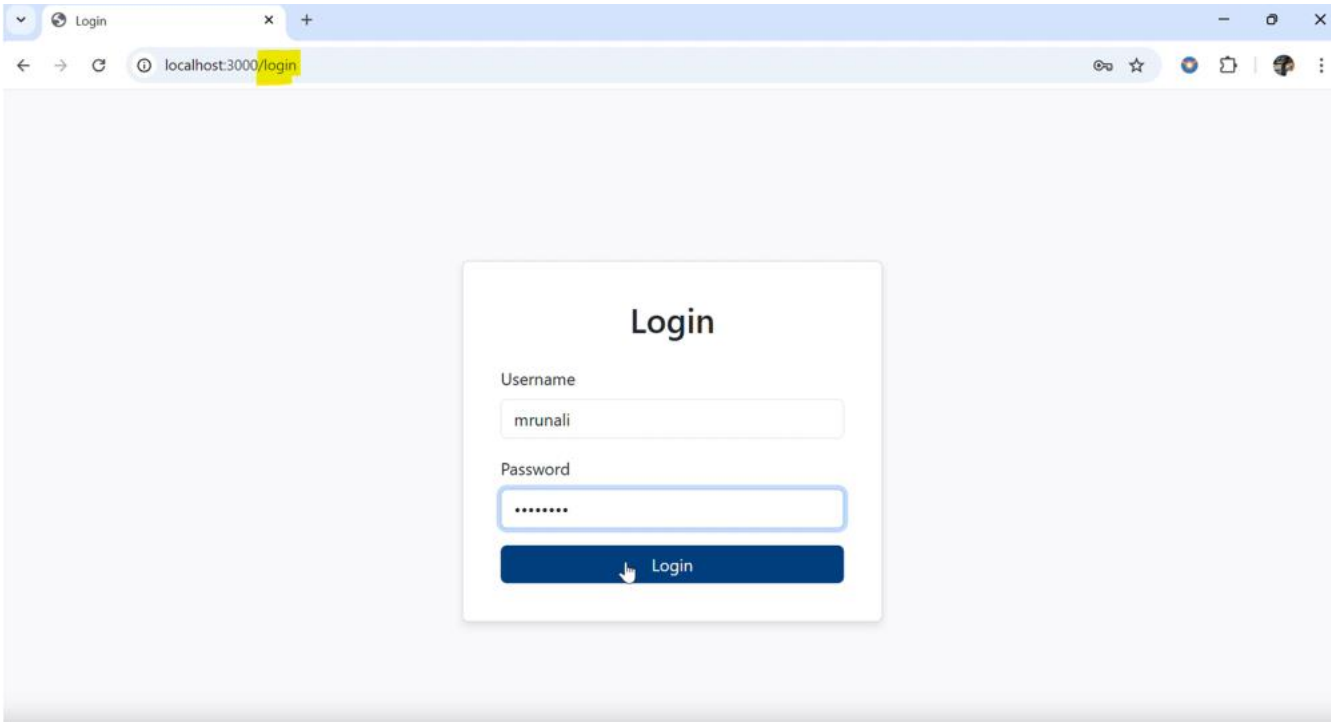 Login
localhost:3000/login
Login
Username
mrunali
Password
••••••••
Login